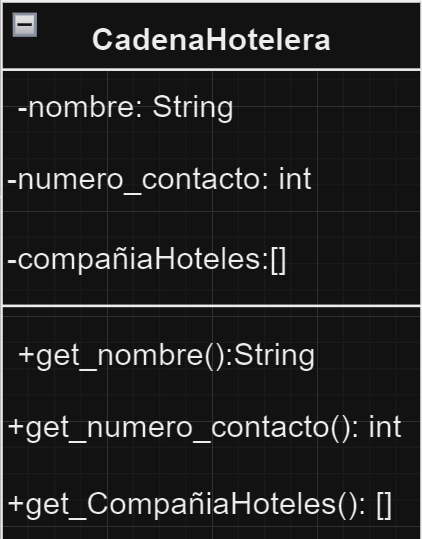 CadenaHotelera
-nombre: String
-numero_contacto: int
-compañiaHoteles:[]
+get_nombre():String
+get_numero_contacto(): int
+get_CompañiaHoteles(): []